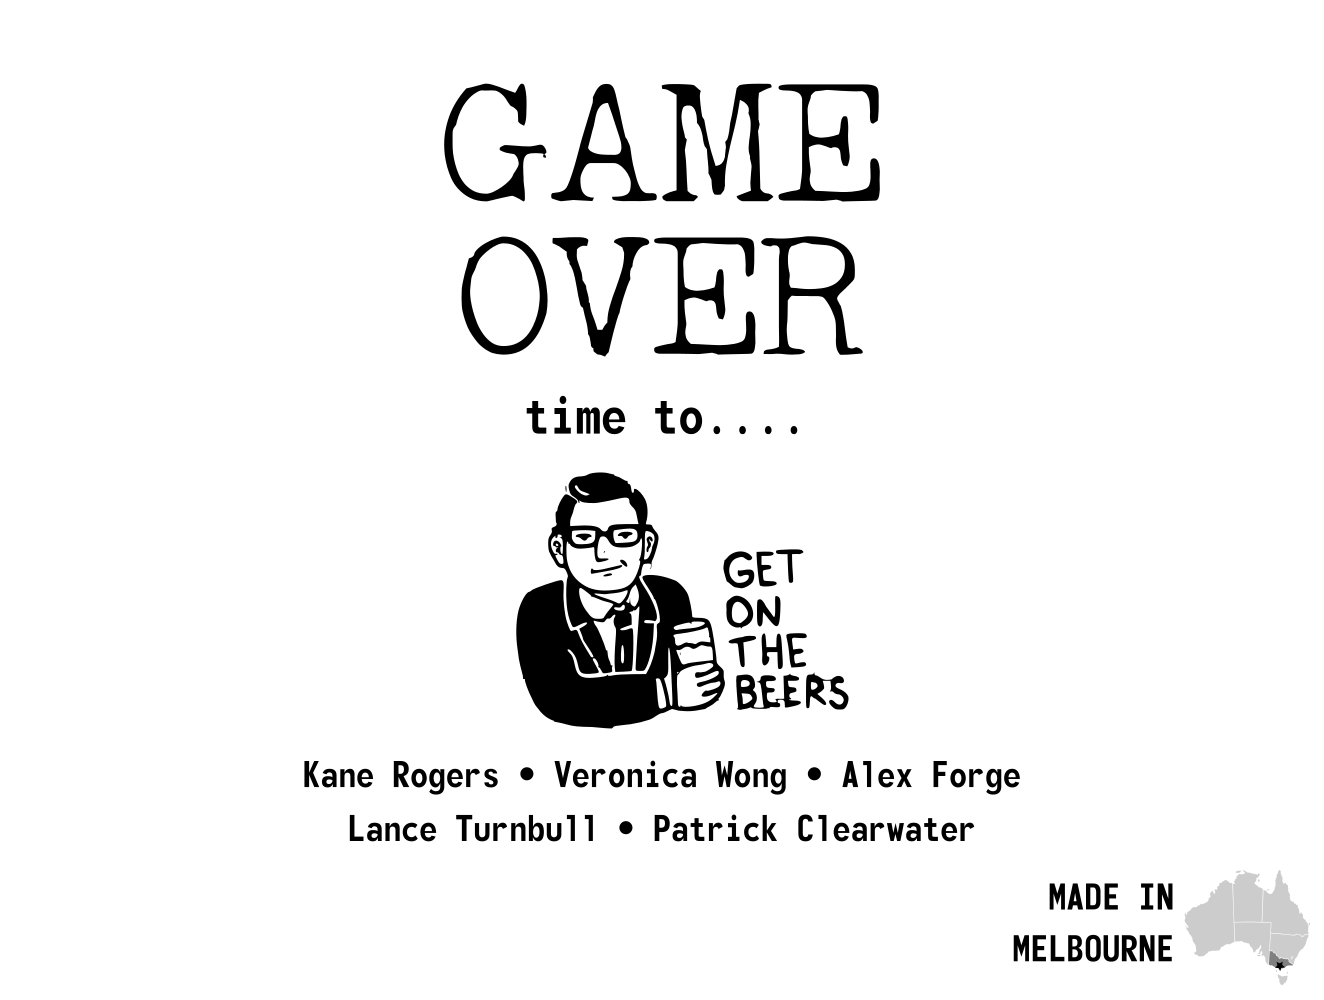 GAME
OVER
time to....
GET
ON
THE
BEERS
Kane Rogers • Veronica Wong • Alex Forge
Lance Turnbull • Patrick Clearwater
MADE IN
MELBOURNE